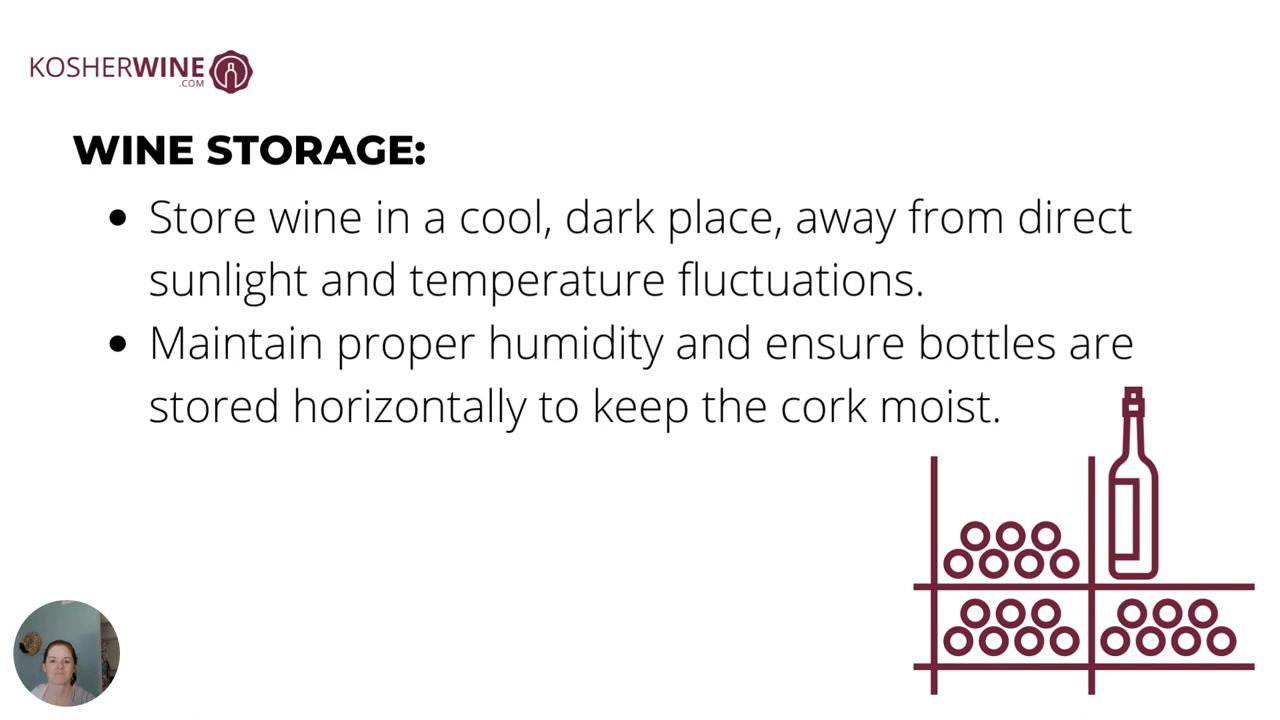 KOSHERWINE
.COM
WINE STORAGE:
• Store wine in a cool, dark place, away from direct
sunlight and temperature fluctuations.
• Maintain proper humidity and ensure bottles are
stored horizontally to keep the cork moist.